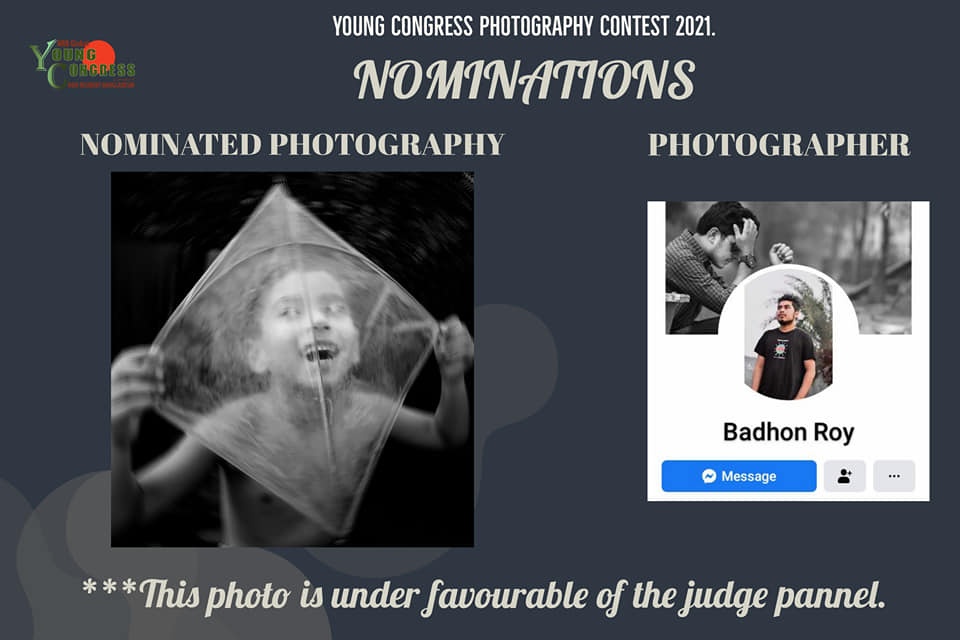 YOUNG CONGRESS PHOTOGRAPHY CONTEST 2021.
YOUNG
CONGRESS
NOMINATIONS
NOMINATED PHOTOGRAPHY
PHOTOGRAPHER
Badhon Roy
Message
***This photo is under favourable of the judge pannel.